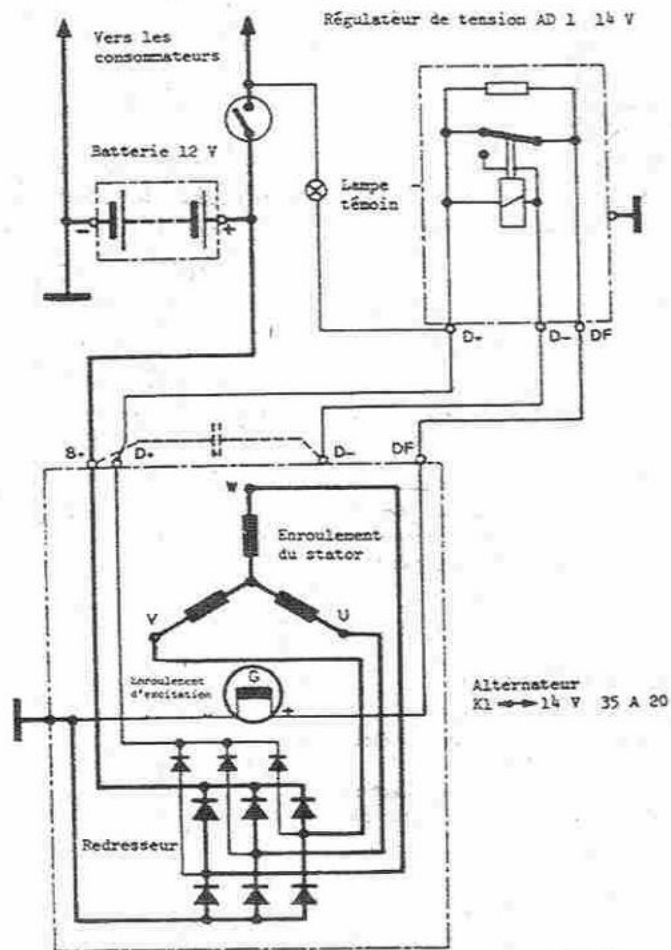 Régulateur de tension AD 1 14 V
Vers les
consommateurs
Batterie 12 V
- +
Lampe
témoin
D+ D- DF
B+ D+ D- DF
W
Enroulement
du stator
V U
G
Enroulement
d'excitation
+
Alternateur
K1 ◄─► 14 V 35 A 20
Redresseur